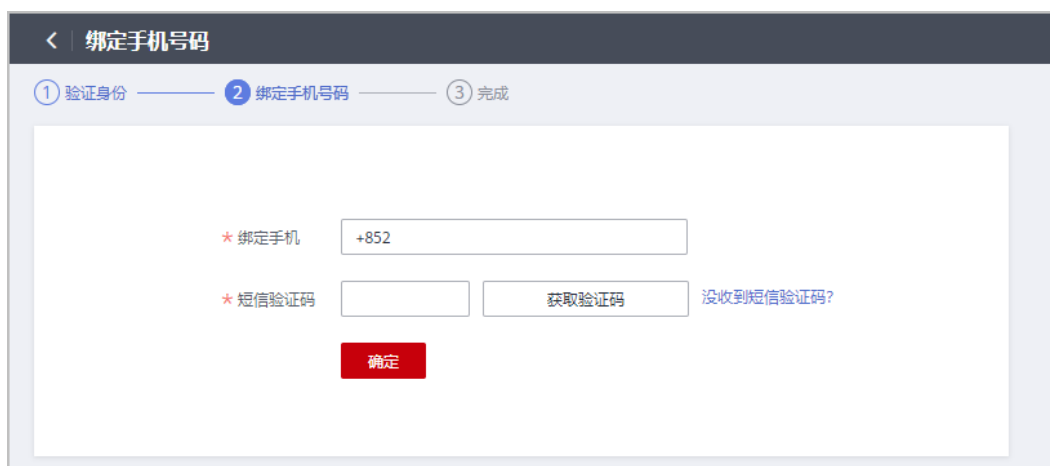 绑定手机号码
1 验证身份 2 绑定手机号码 3 完成
* 绑定手机 +852
* 短信验证码 获取验证码 没收到短信验证码?
确定